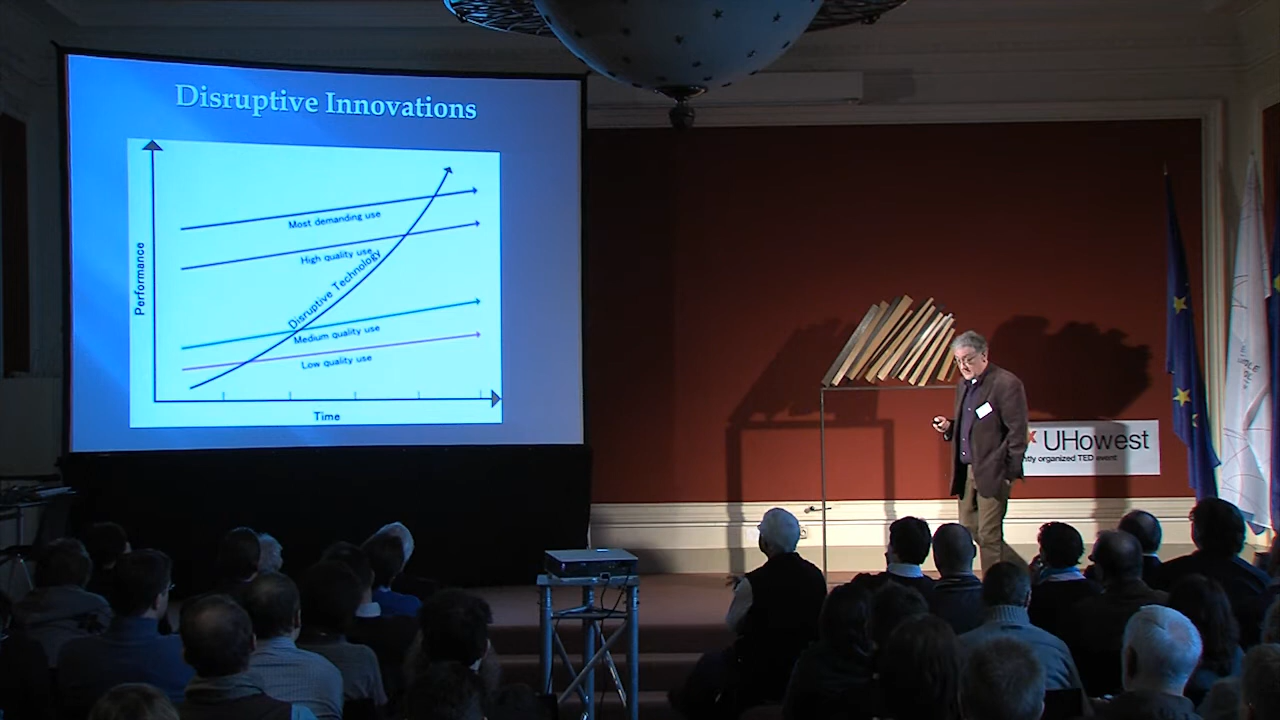 Disruptive Innovations
Most demanding use
High quality use
Disruptive Technology
Medium quality use
Low quality use
Performance
Time
x UHowest
organized TED event